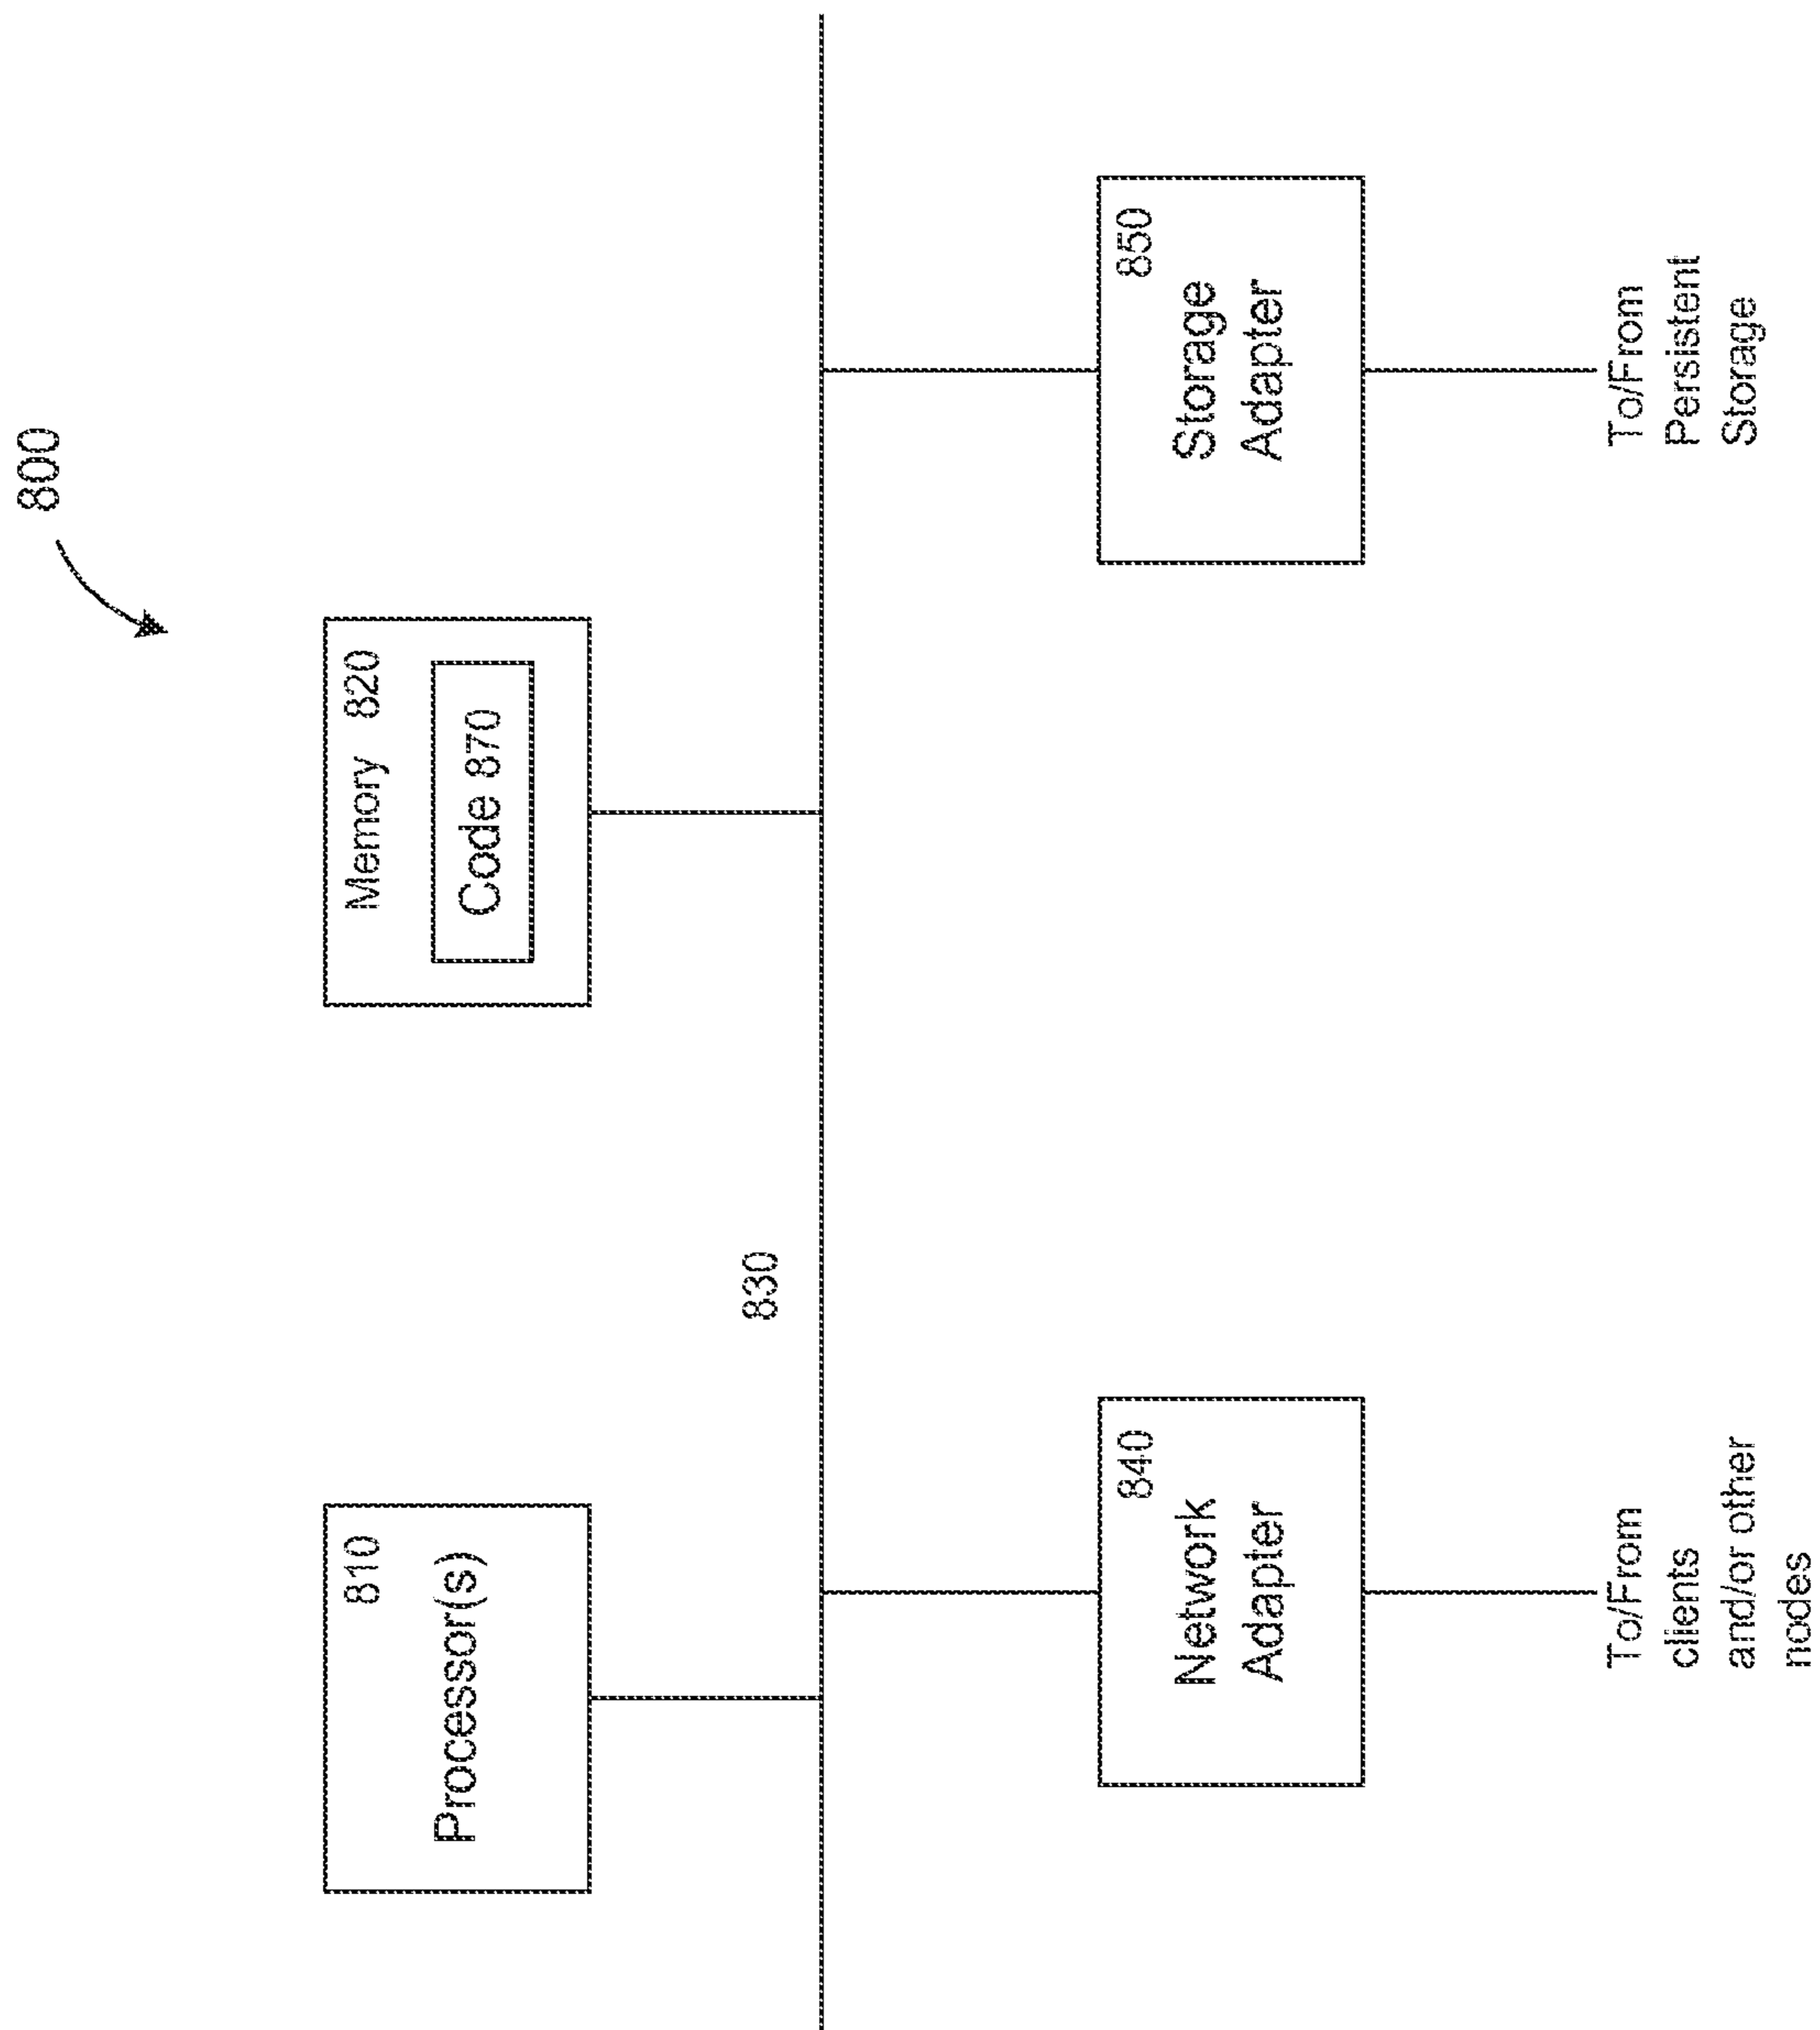 800
810
Processor(s)
Memory 820
Code 870
830
840
Network
Adapter
850
Storage
Adapter
To/From
clients
and/or other
nodes
To/From
Persistent
Storage